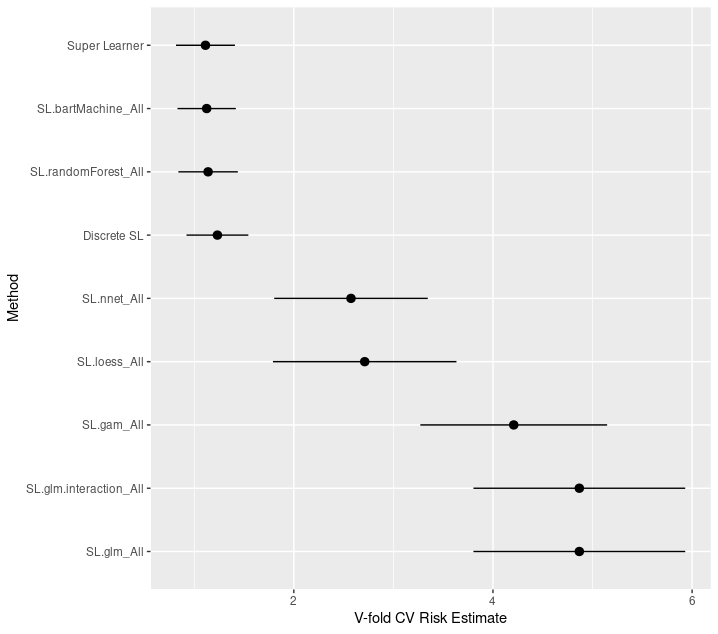 Super Learner
SL.bartMachine_All
SL.randomForest_All
Discrete SL
SL.nnet_All
SL.loess_All
SL.gam_All
SL.glm.interaction_All
SL.glm_All
Method
2 4 6
V-fold CV Risk Estimate